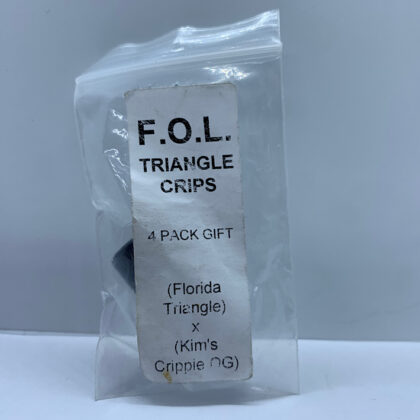 F.O.L.
TRIANGLE
CRIPS
4 PACK GIFT
(Florida
Triangle)
x
(Kim's
Crippie OG)